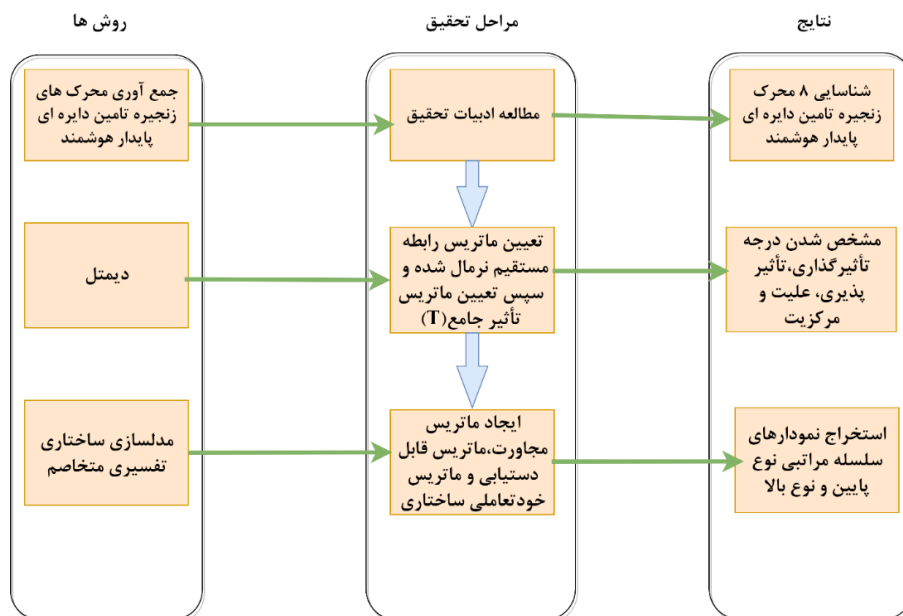 روش ها
مراحل تحقیق
نتایج
جمع آوری محرک های
زنجیره تامین دایره ای
پایدار هوشمند
مطالعه ادبیات تحقیق
شناسایی ۸ محرک
زنجیره تامین دایره ای
پایدار هوشمند
دیمتل
تعیین ماتریس رابطه
مستقیم نرمال شده و
سپس تعیین ماتریس
تأثیر جامع(T)
مشخص شدن درجه
تأثیرگذاری،تأثیر
پذیری، علیت و
مرکزیت
مدلسازی ساختاری
تفسیری متخاصم
ایجاد ماتریس
مجاورت،ماتریس قابل
دستیابی و ماتریس
خودتعاملی ساختاری
استخراج نمودارهای
سلسله مراتبی نوع
پایین و نوع بالا